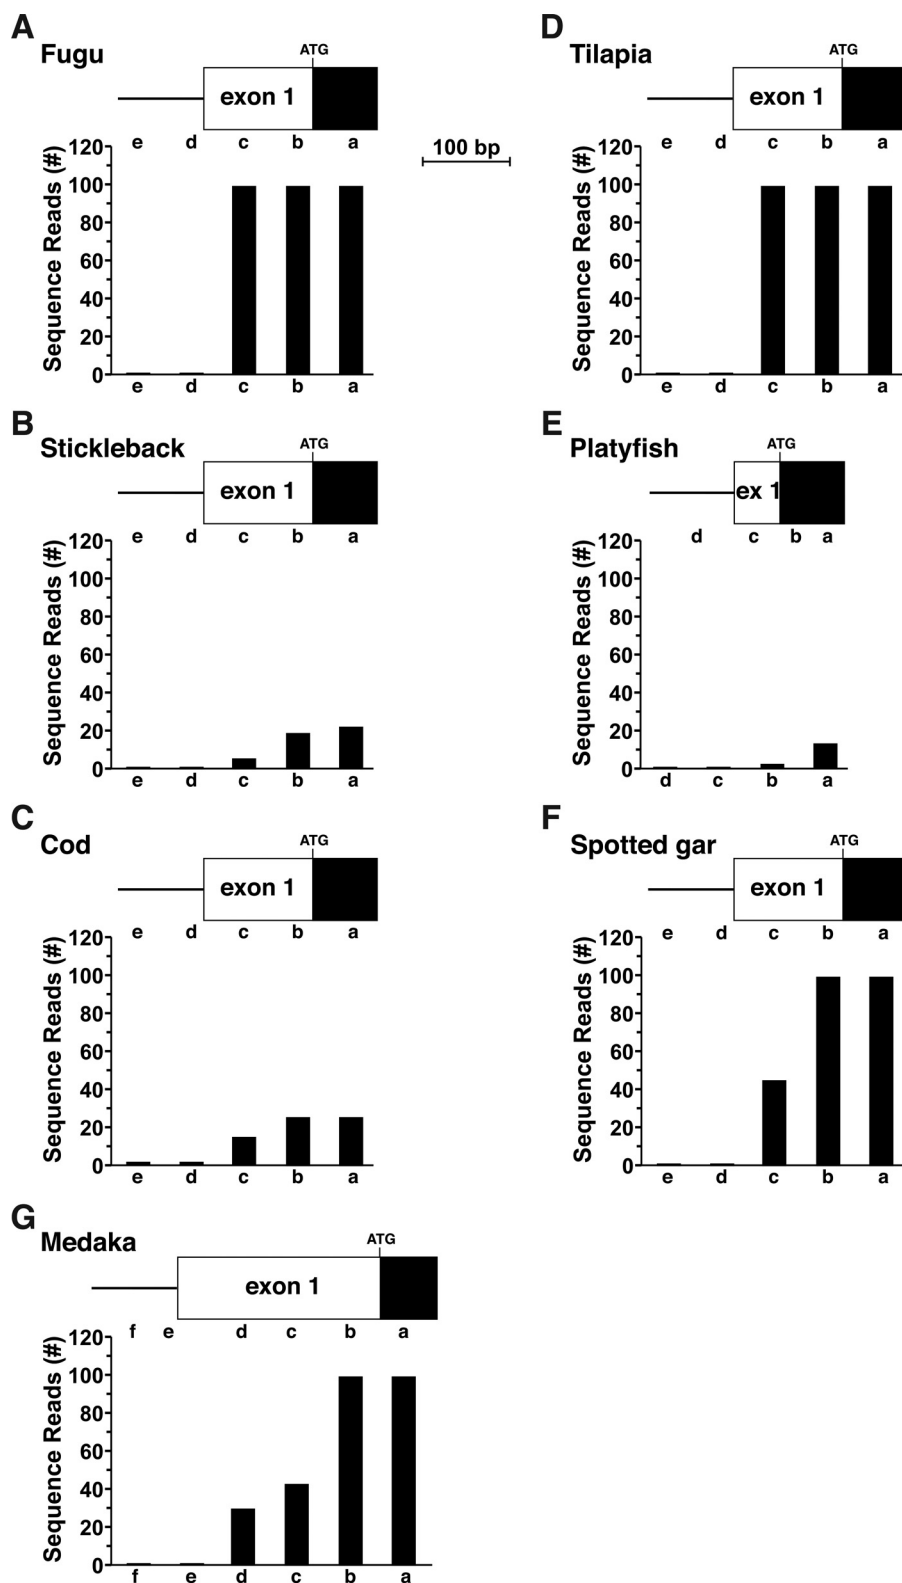 A
Fugu
ATG
exon 1
e d c b a
Sequence Reads (#)
120
100
80
60
40
20
0
e d c b a
100 bp
D
Tilapia
ATG
exon 1
e d c b a
Sequence Reads (#)
120
100
80
60
40
20
0
e d c b a
B
Stickleback
ATG
exon 1
e d c b a
Sequence Reads (#)
120
100
80
60
40
20
0
e d c b a
E
Platyfish
ATG
ex 1
d c b a
Sequence Reads (#)
120
100
80
60
40
20
0
d c b a
C
Cod
ATG
exon 1
e d c b a
Sequence Reads (#)
120
100
80
60
40
20
0
e d c b a
F
Spotted gar
ATG
exon 1
e d c b a
Sequence Reads (#)
120
100
80
60
40
20
0
e d c b a
G
Medaka
ATG
exon 1
f e d c b a
Sequence Reads (#)
120
100
80
60
40
20
0
f e d c b a